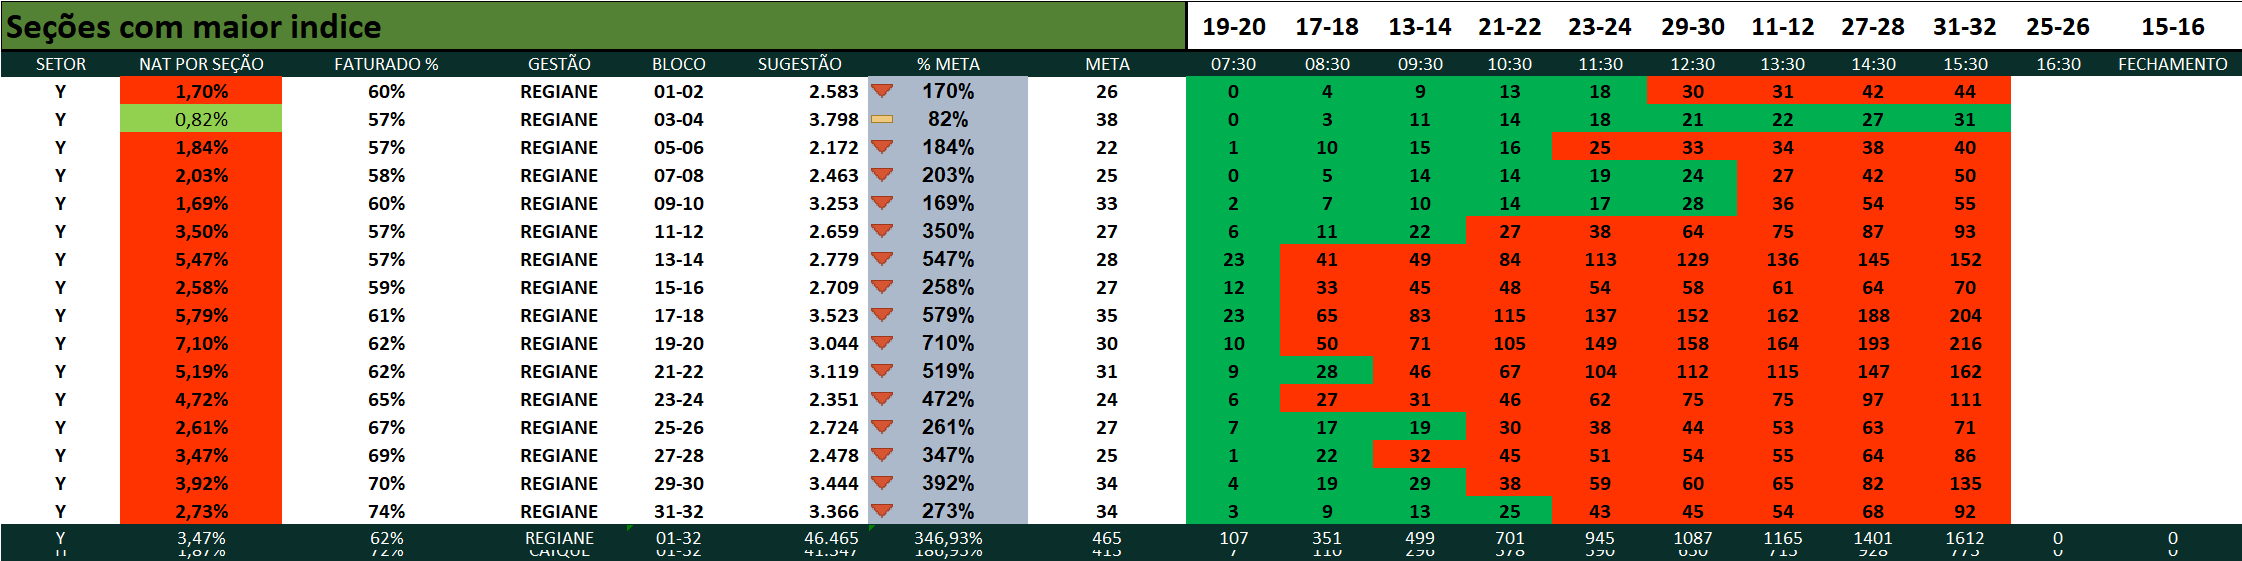 Seções com maior indice 19-20 17-18 13-14 21-22 23-24 29-30 11-12 27-28 31-32 25-26 15-16
SETOR NAT POR SEÇÃO FATURADO % GESTÃO BLOCO SUGESTÃO % META META 07:30 08:30 09:30 10:30 11:30 12:30 13:30 14:30 15:30 16:30 FECHAMENTO
Y 1,70% 60% REGIANE 01-02 2.583 170% 26 0 4 9 13 18 30 31 42 44
Y 0,82% 57% REGIANE 03-04 3.798 82% 38 0 3 11 14 18 21 22 27 31
Y 1,84% 57% REGIANE 05-06 2.172 184% 22 1 10 15 16 25 33 34 38 40
Y 2,03% 58% REGIANE 07-08 2.463 203% 25 0 5 14 14 19 24 27 42 50
Y 1,69% 60% REGIANE 09-10 3.253 169% 33 2 7 10 14 17 28 36 54 55
Y 3,50% 57% REGIANE 11-12 2.659 350% 27 6 11 22 27 38 64 75 87 93
Y 5,47% 57% REGIANE 13-14 2.779 547% 28 23 41 49 84 113 129 136 145 152
Y 2,58% 59% REGIANE 15-16 2.709 258% 27 12 33 45 48 54 58 61 64 70
Y 5,79% 61% REGIANE 17-18 3.523 579% 35 23 65 83 115 137 152 162 188 204
Y 7,10% 62% REGIANE 19-20 3.044 710% 30 10 50 71 105 149 158 164 193 216
Y 5,19% 62% REGIANE 21-22 3.119 519% 31 9 28 46 67 104 112 115 147 162
Y 4,72% 65% REGIANE 23-24 2.351 472% 24 6 27 31 46 62 75 75 97 111
Y 2,61% 67% REGIANE 25-26 2.724 261% 27 7 17 19 30 38 44 53 63 71
Y 3,47% 69% REGIANE 27-28 2.478 347% 25 1 22 32 45 51 54 55 64 86
Y 3,92% 70% REGIANE 29-30 3.444 392% 34 4 19 29 38 59 60 65 82 135
Y 2,73% 74% REGIANE 31-32 3.366 273% 34 3 9 13 25 43 45 54 68 92
Y 3,47% 62% REGIANE 01-32 46.465 346,93% 465 107 351 499 701 945 1087 1165 1401 1612 0 0